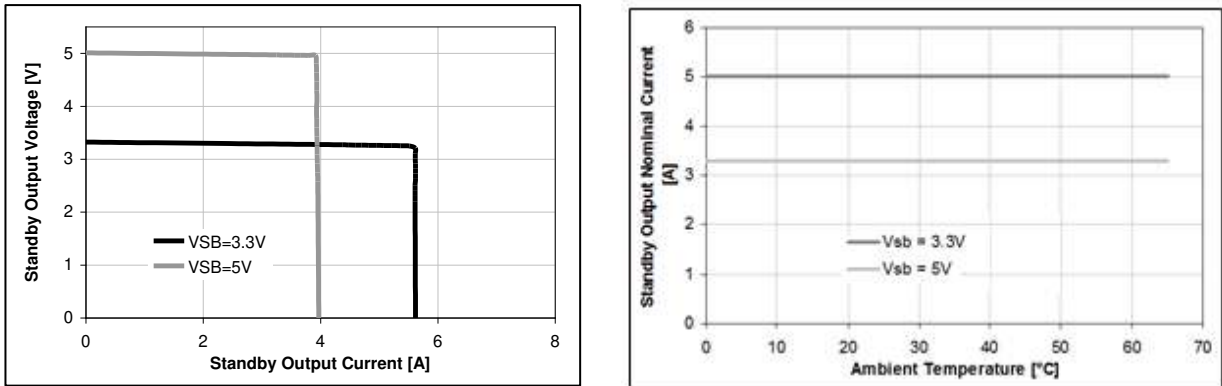 Standby Output Voltage [V]
5
4
3
2
1
0
VSB=3.3V
VSB=5V
0 2 4 6 8
Standby Output Current [A]
Standby Output Nominal Current
[A]
6
5
4
3
2
1
0
Vsb = 3.3V
Vsb = 5V
0 10 20 30 40 50 60 70
Ambient Temperature [°C]